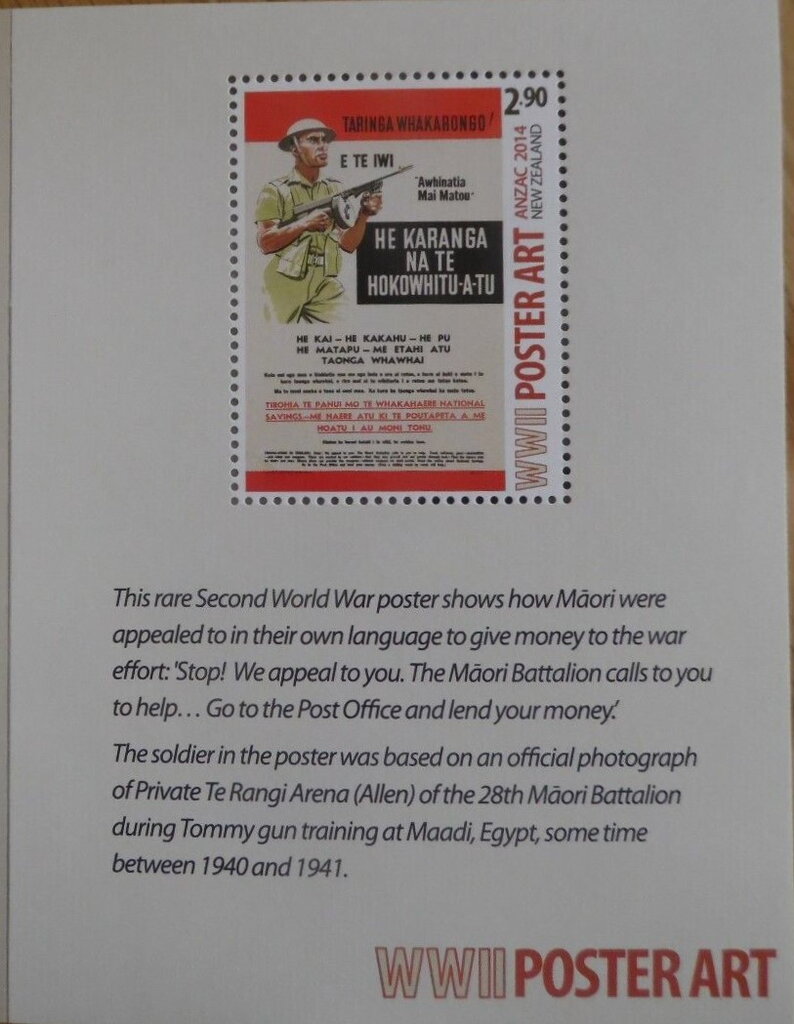 2.90
TARINGA WHAKARONGO!
E TE IWI
"Awhinatia
Mai Matou"
HE KARANGA
NA TE
HOKOWHITU-A-TU
HE KAI – HE KAKAHU – HE PU
HE MATAPU – ME ETAHI ATU
TAONGA WHAWHAI
TIROHIA TE PANUI MO TE WHAKAHAERE NATIONAL
SAVINGS.–ME HAERE ATU KI TE POUTAPETA A ME
HOATU I AU MONI TONU.
WWII POSTER ART
ANZAC 2014
NEW ZEALAND
This rare Second World War poster shows how Māori were
appealed to in their own language to give money to the war
effort: 'Stop! We appeal to you. The Māori Battalion calls to you
to help… Go to the Post Office and lend your money.'
The soldier in the poster was based on an official photograph
of Private Te Rangi Arena (Allen) of the 28th Māori Battalion
during Tommy gun training at Maadi, Egypt, some time
between 1940 and 1941.
WWII POSTER ART